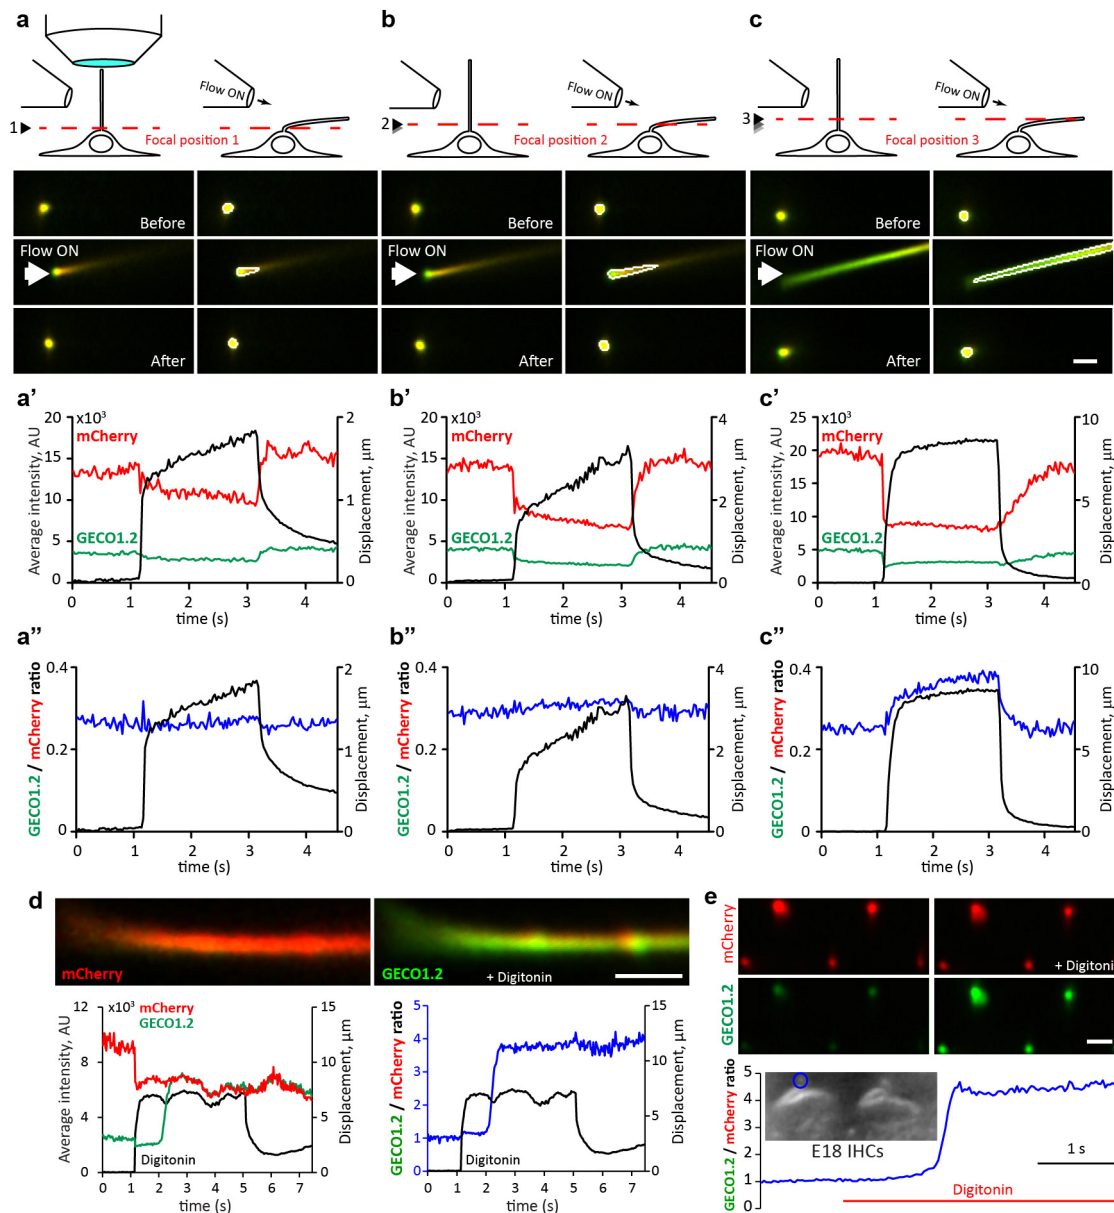 a
b
c
Flow ON
Flow ON
Flow ON
1
Focal position 1
2
Focal position 2
3
Focal position 3
Before
Before
Before
Flow ON
Flow ON
Flow ON
After
After
After
a’
b’
c’
20
x10³
2
20
x10³
4
25
x10³
10
mCherry
mCherry
mCherry
15
15
20
15
10
1
10
2
5
10
GECO1.2
GECO1.2
GECO1.2
5
5
5
0
0
0
0
0
0
Average intensity, AU
Displacement, µm
Average intensity, AU
Displacement, µm
Average intensity, AU
Displacement, µm
0 1 2 3 4
0 1 2 3 4
0 1 2 3 4
time (s)
time (s)
time (s)
a”
b”
c”
0.4
2
0.4
4
0.4
10
0.2
1
0.2
2
0.2
5
0
0
0
0
0
0
GECO1.2 / mCherry ratio
Displacement, µm
GECO1.2 / mCherry ratio
Displacement, µm
GECO1.2 / mCherry ratio
Displacement, µm
0 1 2 3 4
0 1 2 3 4
0 1 2 3 4
time (s)
time (s)
time (s)
d
mCherry
GECO1.2
+ Digitonin
12
x10³
mCherry
GECO1.2
15
8
10
4
5
0
0
Average intensity, AU
Displacement, µm
Digitonin
0 1 2 3 4 5 6 7
time (s)
5
15
4
10
3
2
5
1
0
0
GECO1.2 / mCherry ratio
Displacement, µm
Digitonin
0 1 2 3 4 5 6 7
time (s)
e
mCherry
+ Digitonin
GECO1.2
5
4
3
2
1
0
GECO1.2 / mCherry ratio
E18 IHCs
1 s
Digitonin